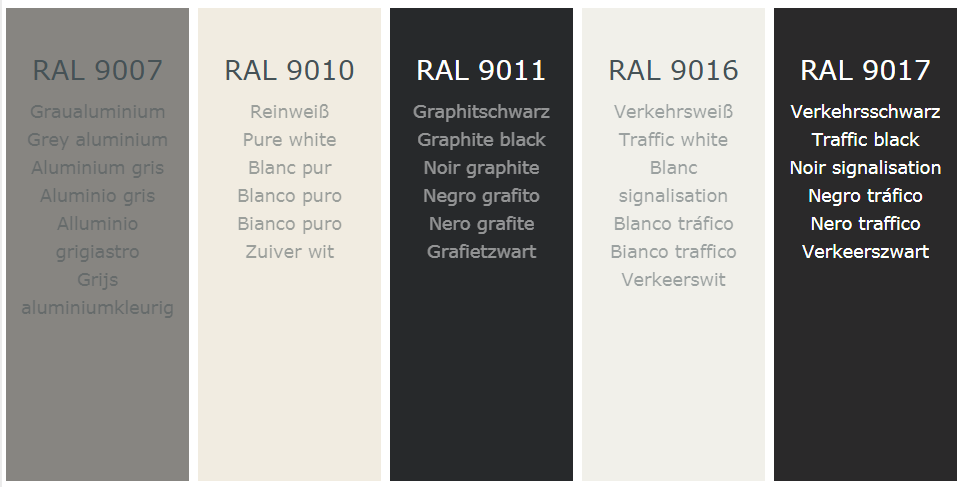 RAL 9007
Graualuminium
Grey aluminium
Aluminium gris
Aluminio gris
Alluminio
grigiastro
Grijs
aluminiumkleurig
RAL 9010
Reinweiß
Pure white
Blanc pur
Blanco puro
Bianco puro
Zuiver wit
RAL 9011
Graphitschwarz
Graphite black
Noir graphite
Negro grafito
Nero grafite
Grafietzwart
RAL 9016
Verkehrsweiß
Traffic white
Blanc
signalisation
Blanco tráfico
Bianco traffico
Verkeerswit
RAL 9017
Verkehrsschwarz
Traffic black
Noir signalisation
Negro tráfico
Nero traffico
Verkeerszwart